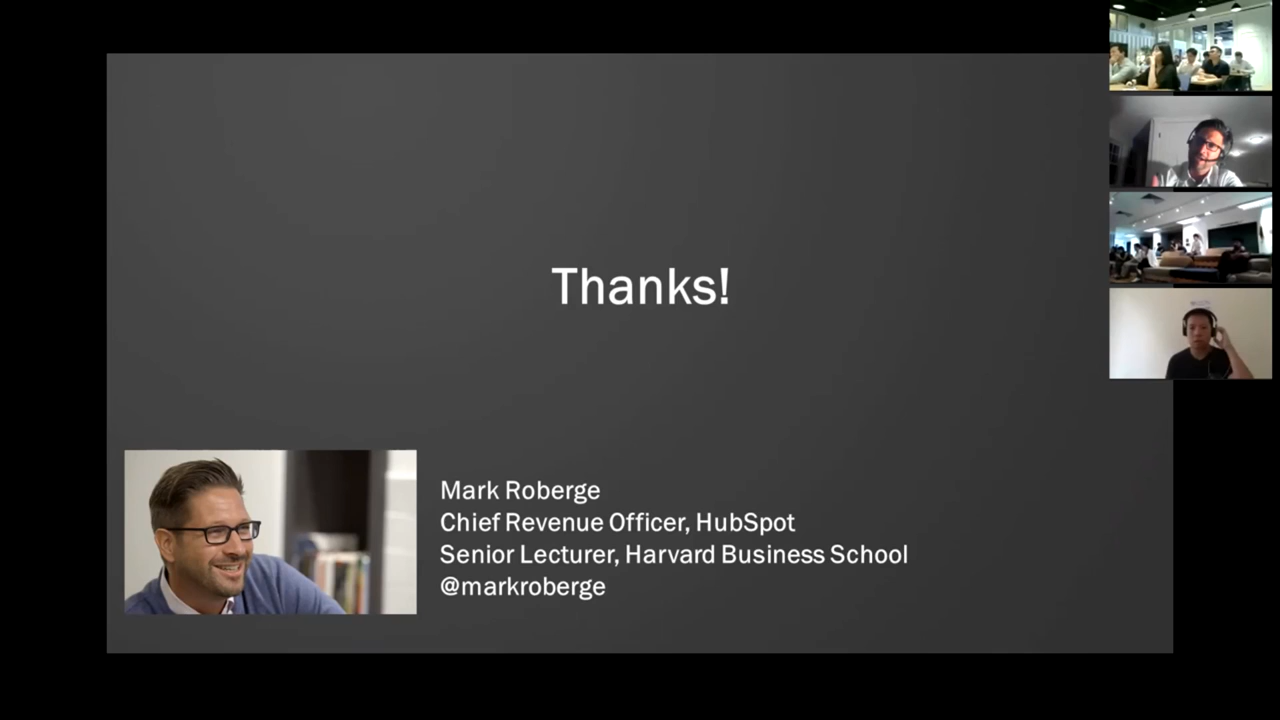 Thanks!
Mark Roberge
Chief Revenue Officer, HubSpot
Senior Lecturer, Harvard Business School
@markroberge